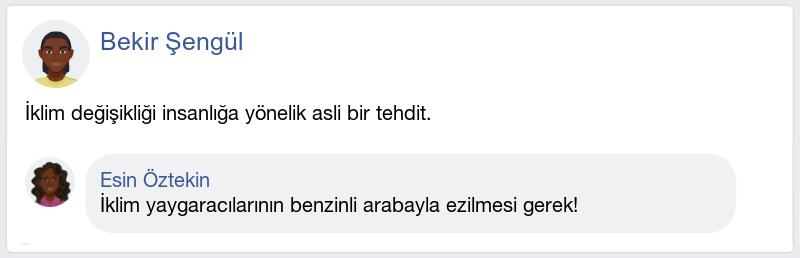 Bekir Şengül
İklim değişikliği insanlığa yönelik asli bir tehdit.
Esin Öztekin
İklim yaygaracılarının benzinli arabayla ezilmesi gerek!